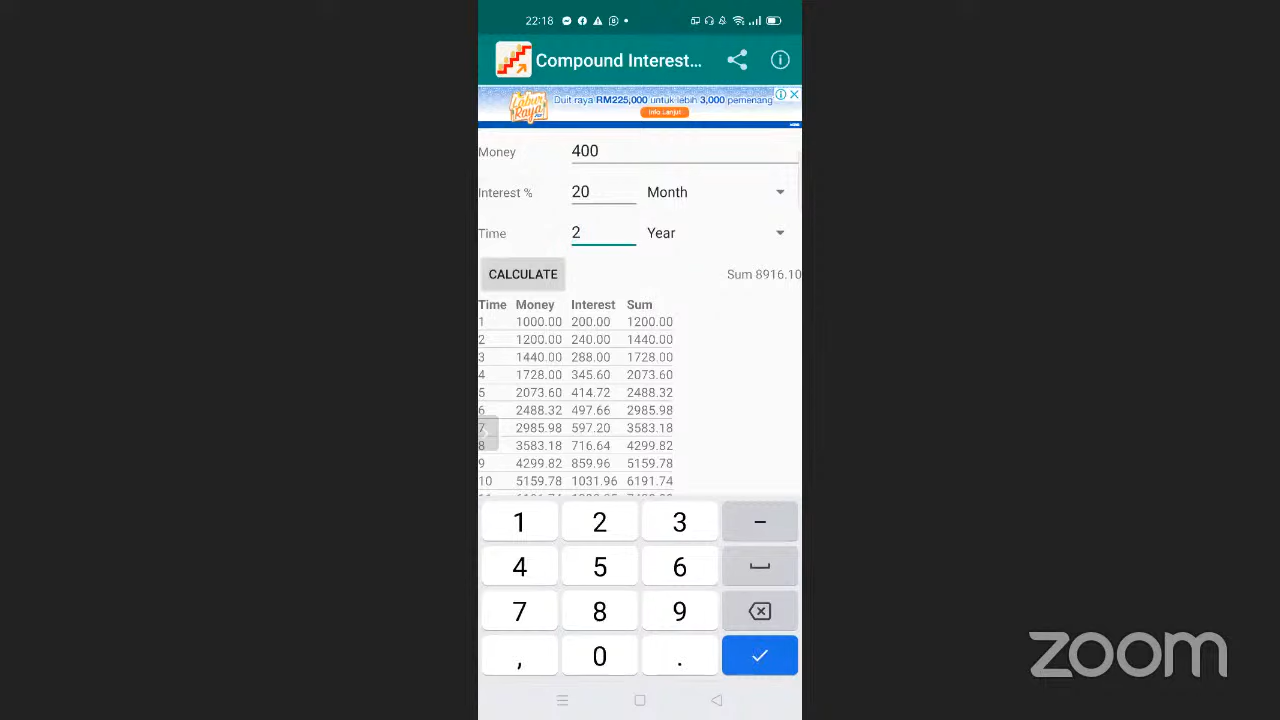 22:18
Compound Interest...
Labur Raya
Duit raya RM225,000 untuk lebih 3,000 pemenang
Info Lanjut
Money 400
Interest % 20 Month
Time 2 Year
CALCULATE Sum 8916.10
Time Money Interest Sum
1 1000.00 200.00 1200.00
2 1200.00 240.00 1440.00
3 1440.00 288.00 1728.00
4 1728.00 345.60 2073.60
5 2073.60 414.72 2488.32
6 2488.32 497.66 2985.98
7 2985.98 597.20 3583.18
8 3583.18 716.64 4299.82
9 4299.82 859.96 5159.78
10 5159.78 1031.96 6191.74
1 2 3 -
4 5 6
7 8 9
, 0 .
zoom